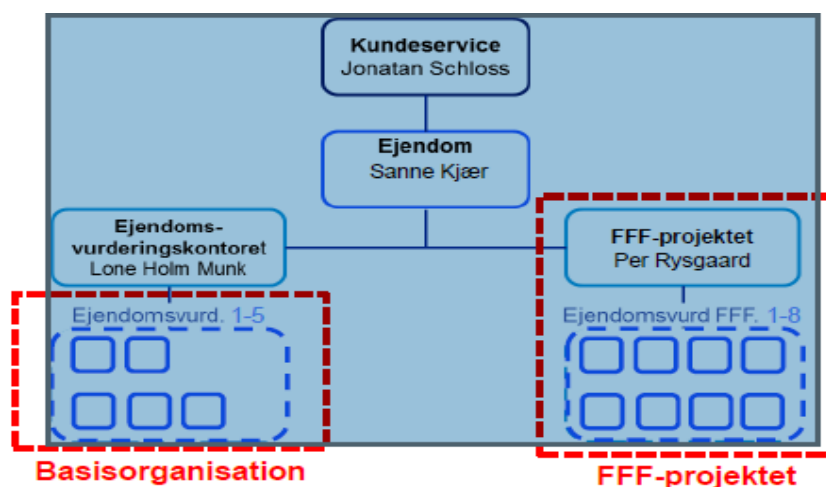 Kundeservice
Jonatan Schloss
Ejendom
Sanne Kjær
Ejendoms-
vurderingskontoret
Lone Holm Munk
FFF-projektet
Per Rysgaard
Ejendomsvurd. 1-5
Ejendomsvurd FFF. 1-8
Basisorganisation
FFF-projektet